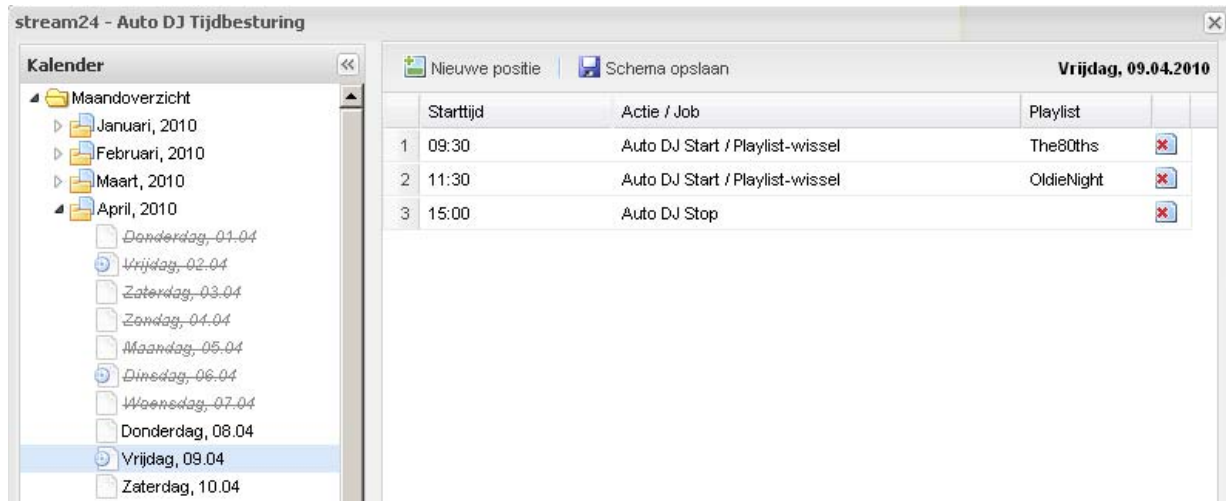 stream24 - Auto DJ Tijdbesturing
Kalender
Maandoverzicht
Januari, 2010
Februari, 2010
Maart, 2010
April, 2010
Donderdag, 01.04
Vrijdag, 02.04
Zaterdag, 03.04
Zondag, 04.04
Maandag, 05.04
Dinsdag, 06.04
Woensdag, 07.04
Donderdag, 08.04
Vrijdag, 09.04
Zaterdag, 10.04
Nieuwe positie Schema opslaan Vrijdag, 09.04.2010
Starttijd Actie / Job Playlist
1 09:30 Auto DJ Start / Playlist-wissel The80ths
2 11:30 Auto DJ Start / Playlist-wissel OldieNight
3 15:00 Auto DJ Stop